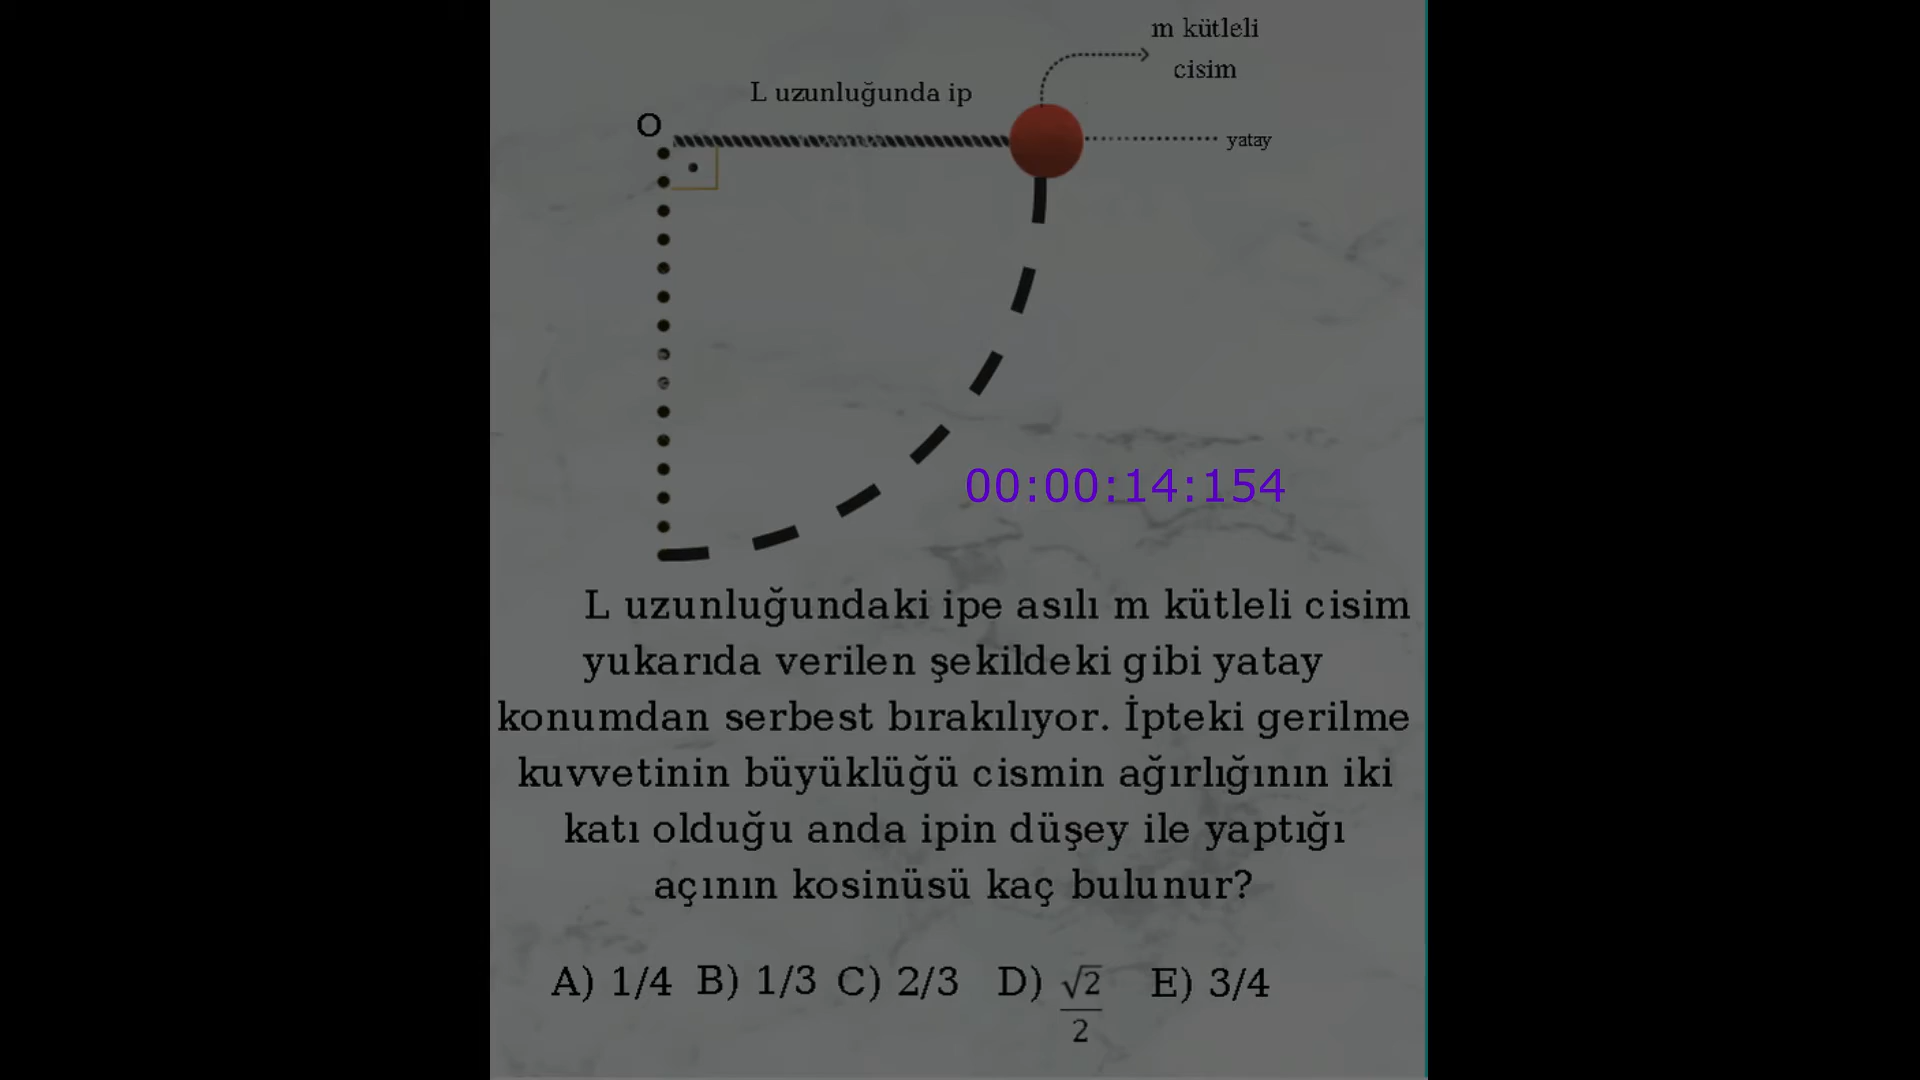 m kütleli
cisim
L uzunluğunda ip
O
yatay
00:00:14:154
L uzunluğundaki ipe asılı m kütleli cisim
yukarıda verilen şekildeki gibi yatay
konumdan serbest bırakılıyor. İpteki gerilme
kuvvetinin büyüklüğü cismin ağırlığının iki
katı olduğu anda ipin düşey ile yaptığı
açının kosinüsü kaç bulunur?
A) 1/4 B) 1/3 C) 2/3 D) √2/2 E) 3/4